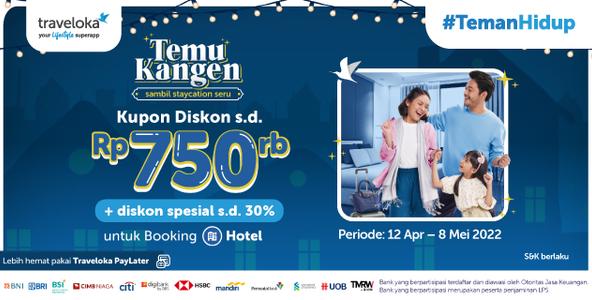 traveloka
your Lifestyle superapp
#TemanHidup
Temu
Kangen
sambil staycation seru
Kupon Diskon s.d.
Rp750rb
+ diskon spesial s.d. 30%
untuk Booking Hotel
Periode: 12 Apr – 8 Mei 2022
S&K berlaku
Lebih hemat pakai Traveloka PayLater
BNI BRI BSI CIMB NIAGA citi digibank by DBS HSBC mandiri PermataBank UOB TMRW
Bank yang berpartisipasi terdaftar dan diawasi oleh Otoritas Jasa Keuangan.
Bank yang berpartisipasi merupakan peserta penjaminan LPS